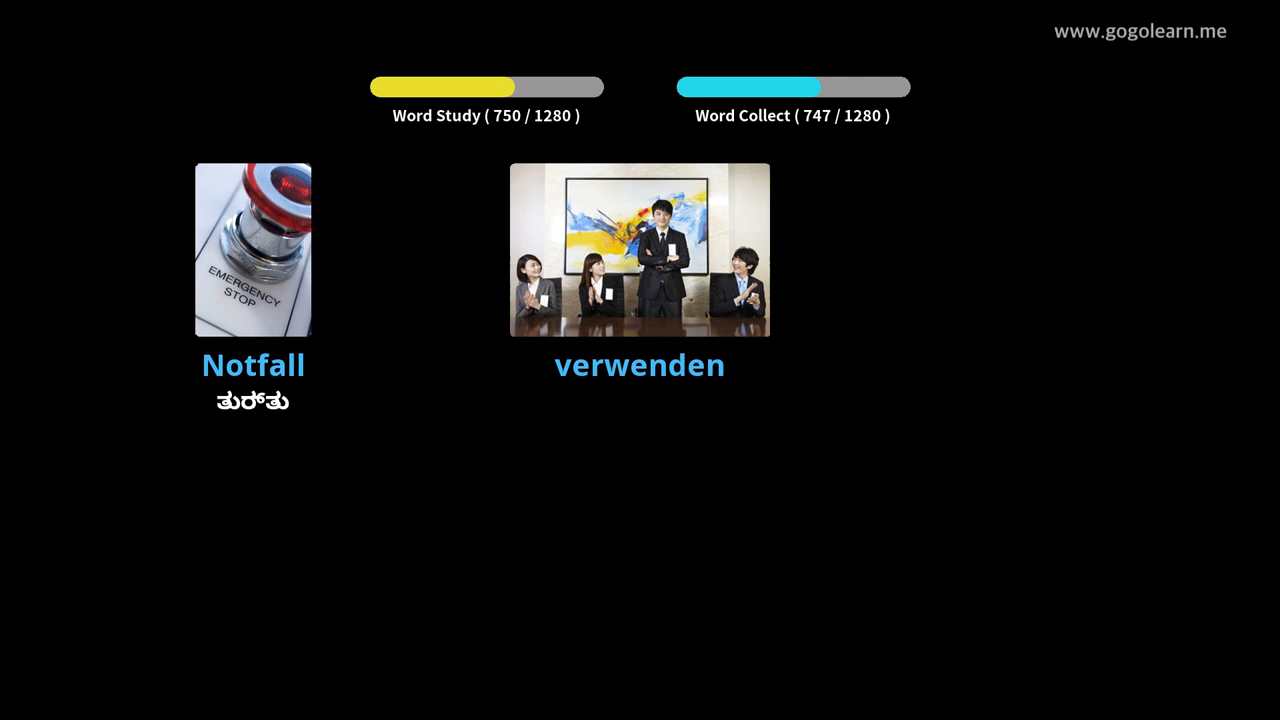 www.gogolearn.me
Word Study ( 750 / 1280 )
Word Collect ( 747 / 1280 )
EMERGENCY
STOP
Notfall
ತುರ್ತು
verwenden